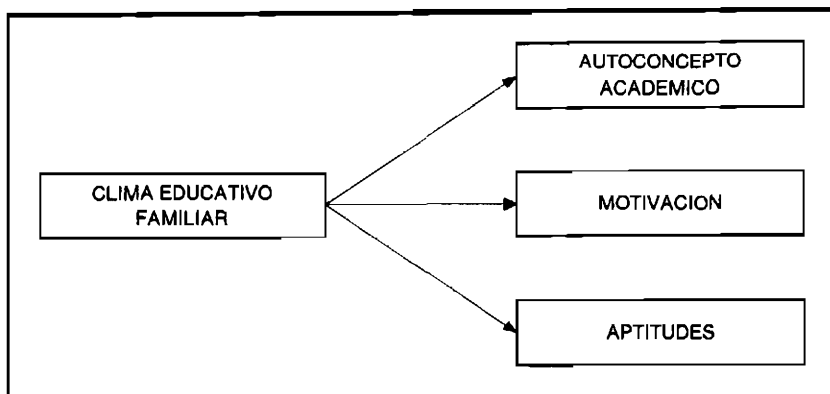 AUTOCONCEPTO
ACADEMICO
CLIMA EDUCATIVO
FAMILIAR
MOTIVACION
APTITUDES